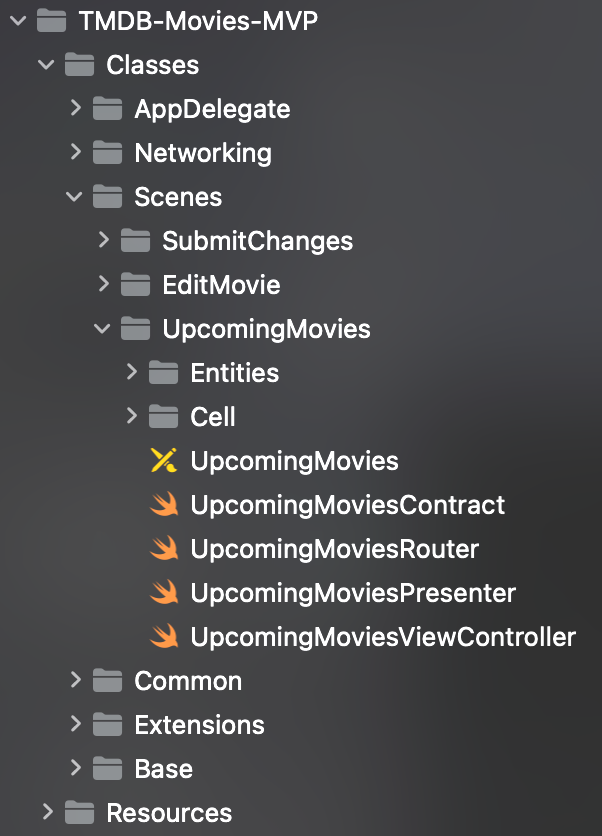 TMDB-Movies-MVP
Classes
AppDelegate
Networking
Scenes
SubmitChanges
EditMovie
UpcomingMovies
Entities
Cell
UpcomingMovies
UpcomingMoviesContract
UpcomingMoviesRouter
UpcomingMoviesPresenter
UpcomingMoviesViewController
Common
Extensions
Base
Resources